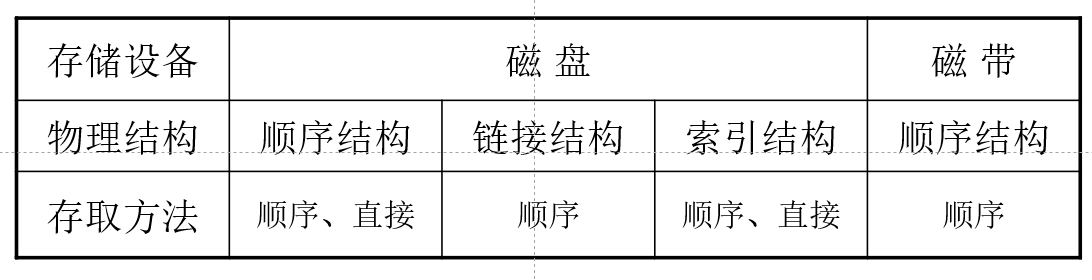 存储设备 磁盘 磁带
物理结构 顺序结构 链接结构 索引结构 顺序结构
存取方法 顺序、直接 顺序 顺序、直接 顺序